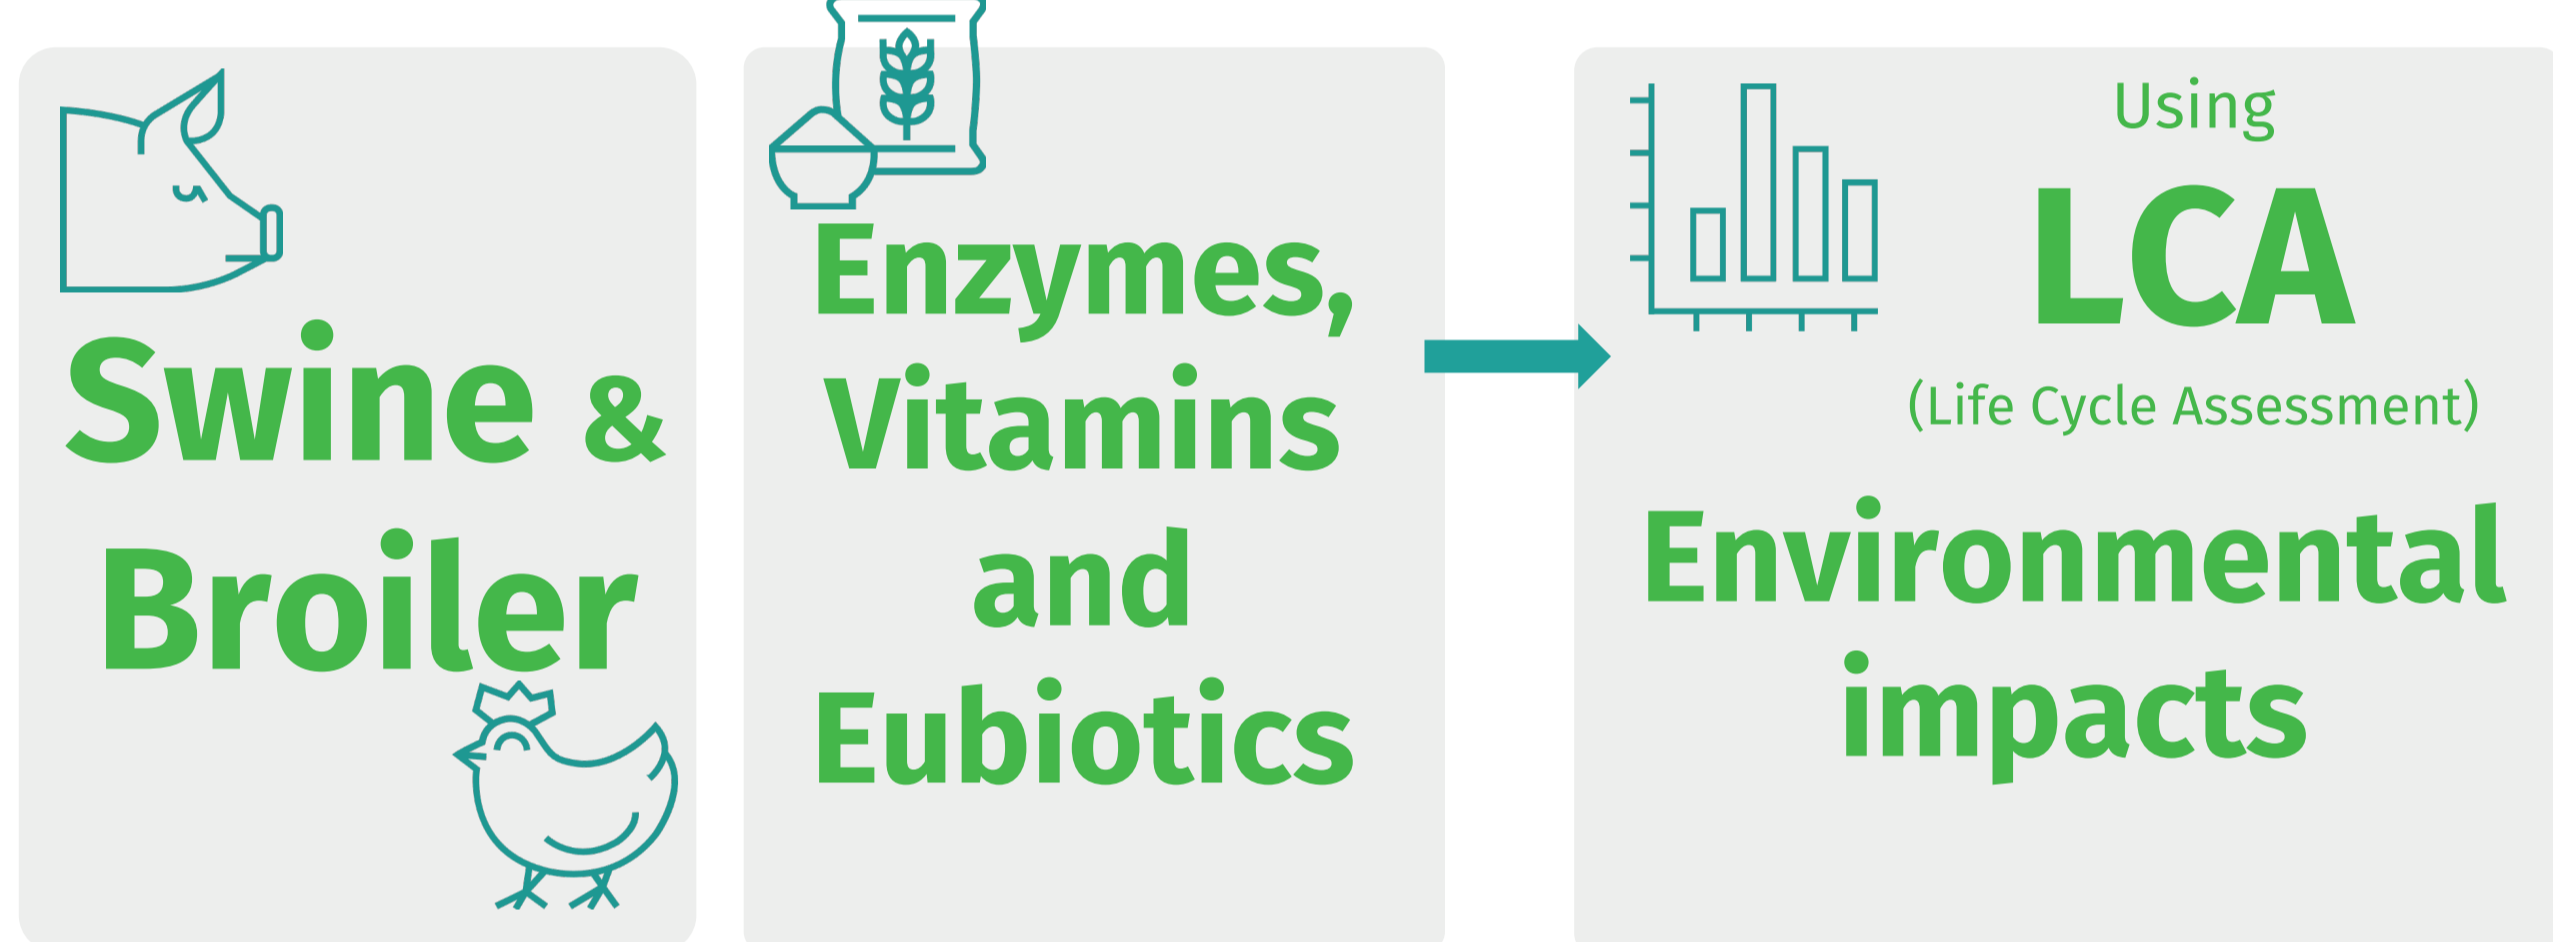 Swine &
Broiler
Enzymes,
Vitamins
and
Eubiotics
Using
LCA
(Life Cycle Assessment)
Environmental
impacts